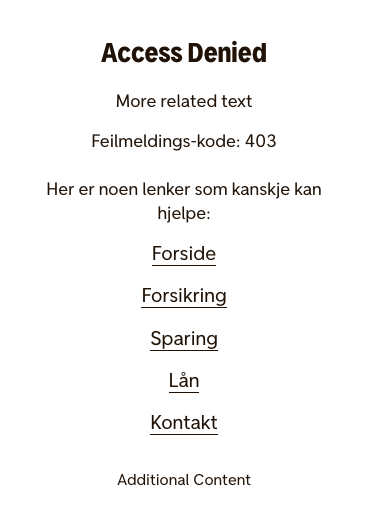 Access Denied
More related text
Feilmeldings-kode: 403
Her er noen lenker som kanskje kan
hjelpe:
Forside
Forsikring
Sparing
Lån
Kontakt
Additional Content